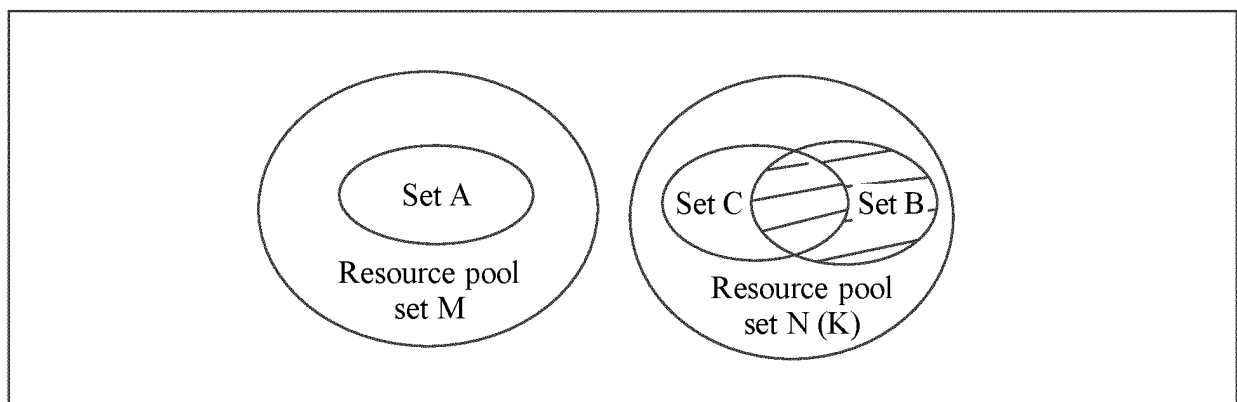 Set A
Resource pool
set M
Set C
Set B
Resource pool
set N (K)